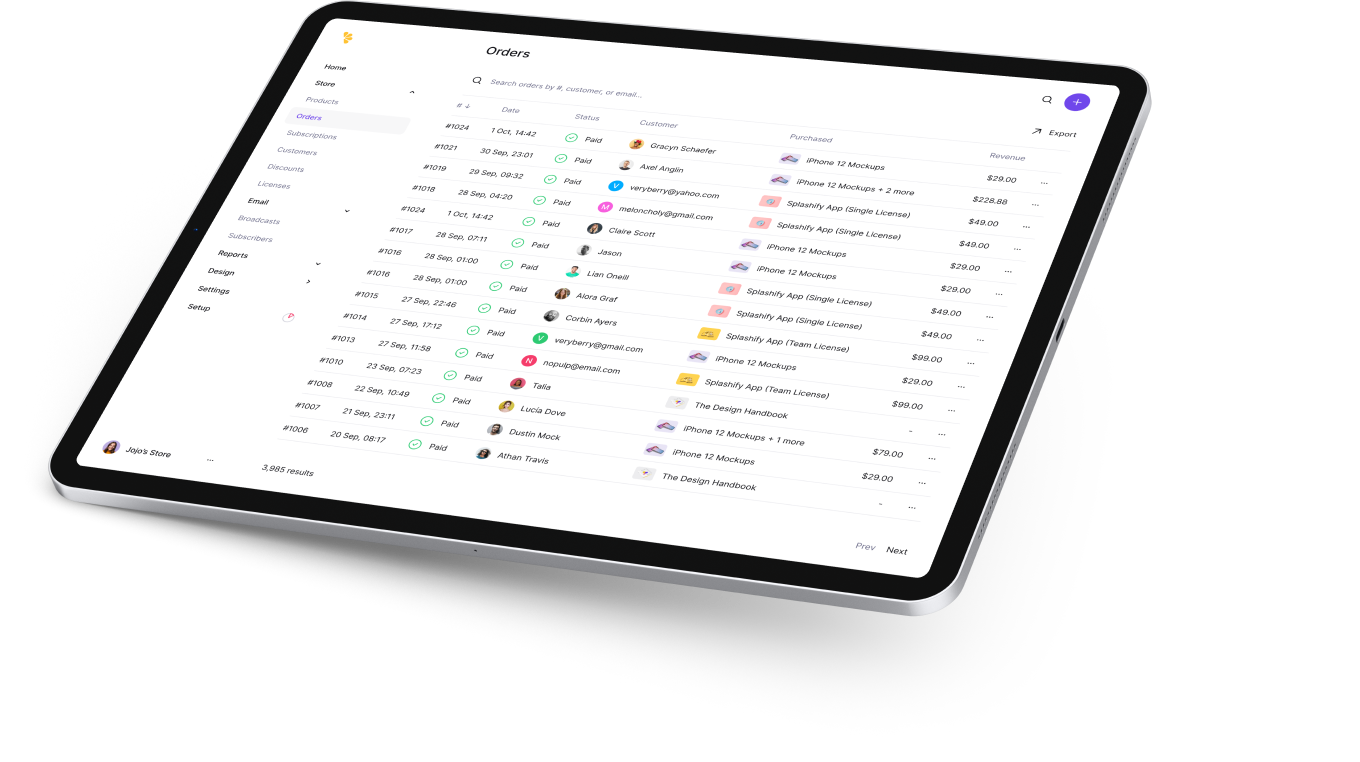 Orders
Home
Store
Products
Orders
Subscriptions
Customers
Discounts
Licenses
Email
Broadcasts
Subscribers
Reports
Design
Settings
Setup
Jojo's Store ...
Search orders by #, customer, or email...
Export
# ↓ Date Status Customer Purchased Revenue
#1024 1 Oct, 14:42 Paid Gracyn Schaefer iPhone 12 Mockups $29.00 ...
#1021 30 Sep, 23:01 Paid Axel Anglin iPhone 12 Mockups + 2 more $228.88 ...
#1019 29 Sep, 09:32 Paid V veryberry@yahoo.com Splashify App (Single License) $49.00 ...
#1018 28 Sep, 04:20 Paid M meloncholy@gmail.com Splashify App (Single License) $49.00 ...
#1024 1 Oct, 14:42 Paid Claire Scott iPhone 12 Mockups $29.00 ...
#1017 28 Sep, 07:11 Paid Jason iPhone 12 Mockups $29.00 ...
#1016 28 Sep, 01:00 Paid Lian Oneill Splashify App (Single License) $49.00 ...
#1016 28 Sep, 01:00 Paid Alora Graf Splashify App (Single License) $49.00 ...
#1015 27 Sep, 22:46 Paid Corbin Ayers Splashify App (Team License) $99.00 ...
#1014 27 Sep, 17:12 Paid V veryberry@gmail.com iPhone 12 Mockups $29.00 ...
#1013 27 Sep, 11:58 Paid N nopulp@email.com Splashify App (Team License) $99.00 ...
#1010 23 Sep, 07:23 Paid Talia The Design Handbook - ...
#1008 22 Sep, 10:49 Paid Lucía Dove iPhone 12 Mockups + 1 more $79.00 ...
#1007 21 Sep, 23:11 Paid Dustin Mock iPhone 12 Mockups $29.00 ...
#1006 20 Sep, 08:17 Paid Athan Travis The Design Handbook - ...
3,985 results
Prev Next